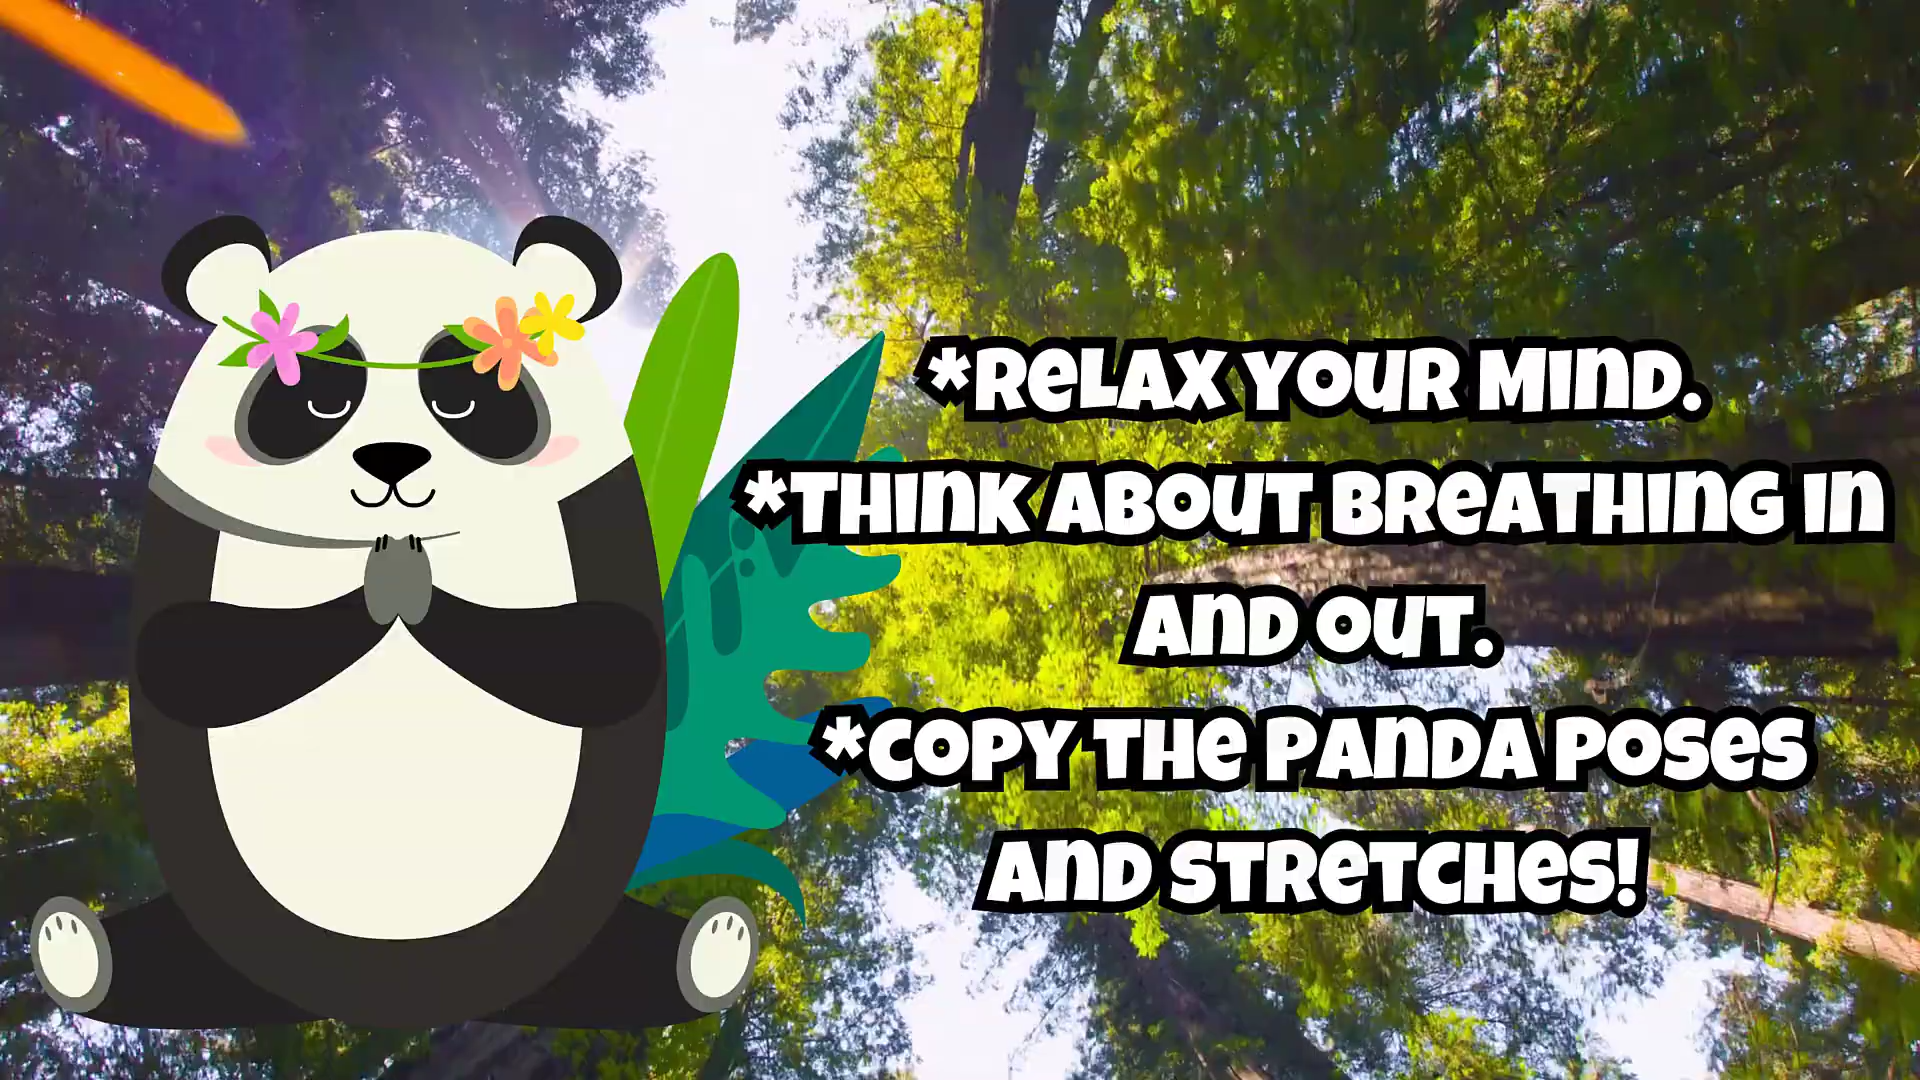 *Relax your mind.
*Think about breathing in
and out.
*Copy the panda poses
and stretches!